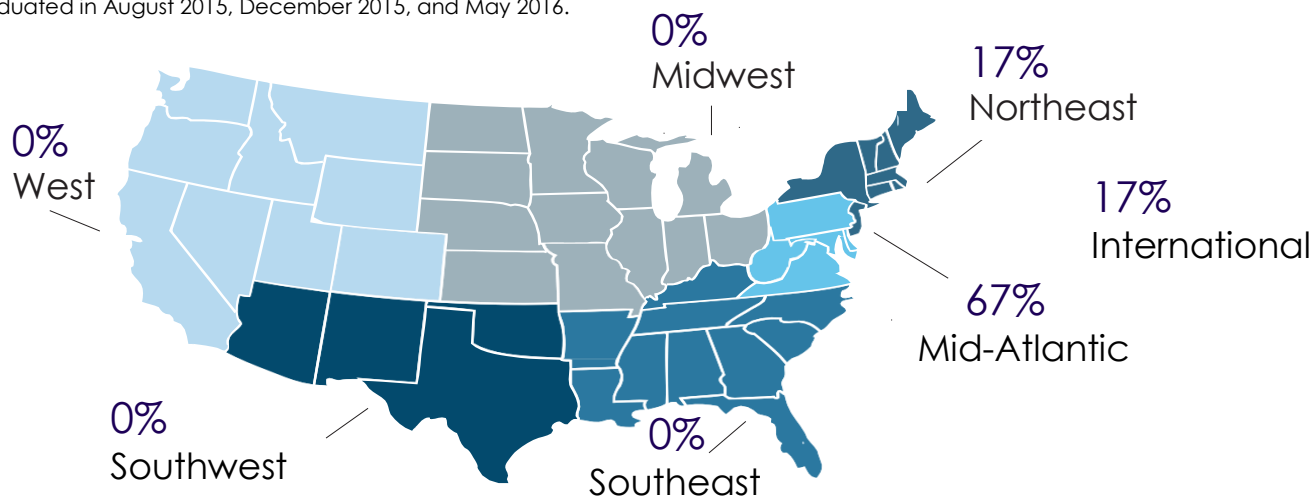 in August 2015, December 2015, and May 2016.
0%
Midwest
17%
Northeast
0%
West
17%
International
67%
Mid-Atlantic
0%
Southwest
0%
Southeast